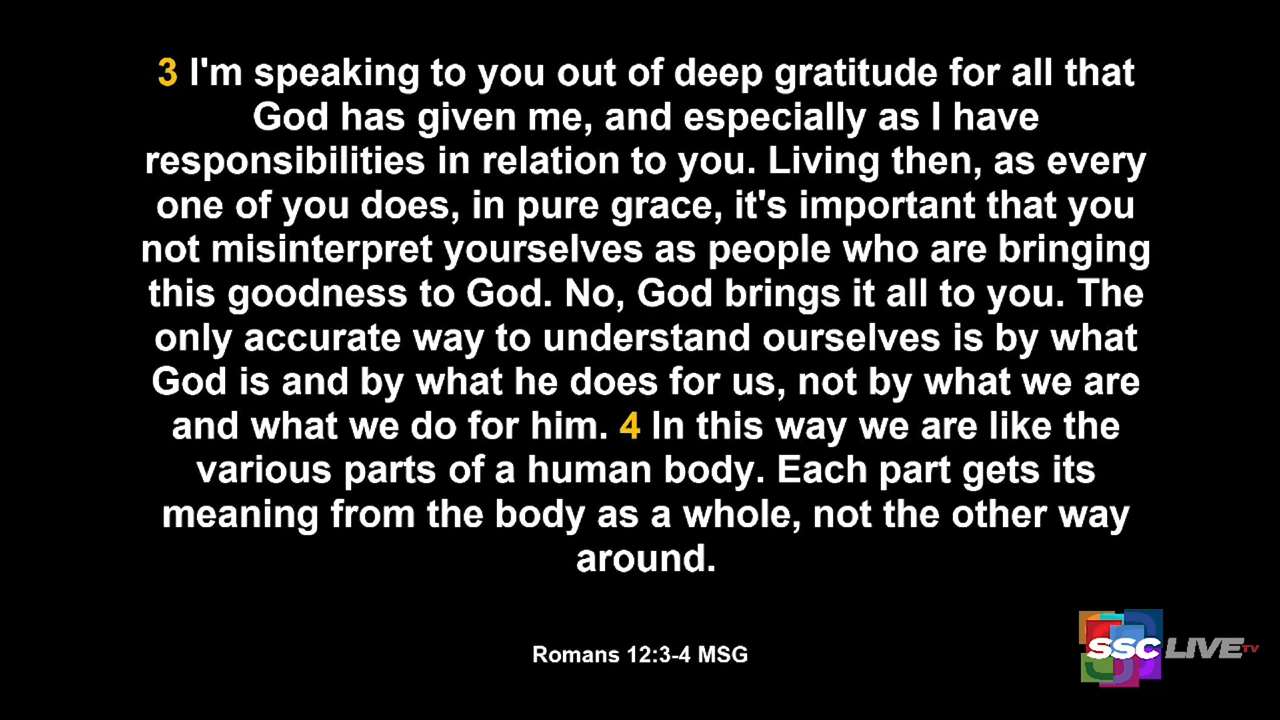 3 I'm speaking to you out of deep gratitude for all that
God has given me, and especially as I have
responsibilities in relation to you. Living then, as every
one of you does, in pure grace, it's important that you
not misinterpret yourselves as people who are bringing
this goodness to God. No, God brings it all to you. The
only accurate way to understand ourselves is by what
God is and by what he does for us, not by what we are
and what we do for him. 4 In this way we are like the
various parts of a human body. Each part gets its
meaning from the body as a whole, not the other way
around.
Romans 12:3-4 MSG
SSC LIVE TV